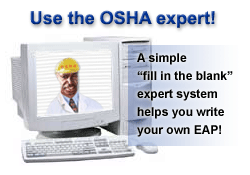 Use the OSHA expert!
A simple
“fill in the blank”
expert system
helps you write
your own EAP!